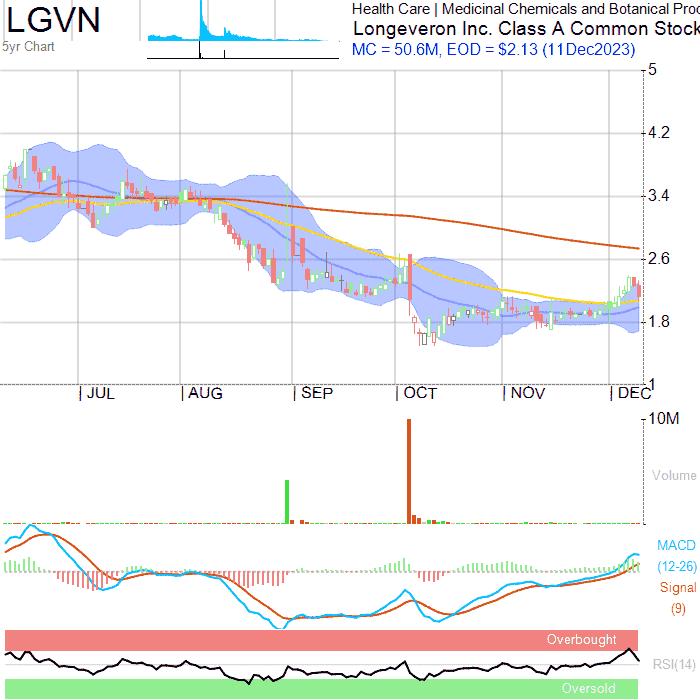 LGVN
5yr Chart
Health Care | Medicinal Chemicals and Botanical Proc
Longeveron Inc. Class A Common Stock
MC = 50.6M, EOD = $2.13 (11Dec2023)
5
4.2
3.4
2.6
1.8
1
JUL AUG SEP OCT NOV DEC
10M
Volume
MACD
(12-26)
Signal
(9)
Overbought
RSI(14)
Oversold